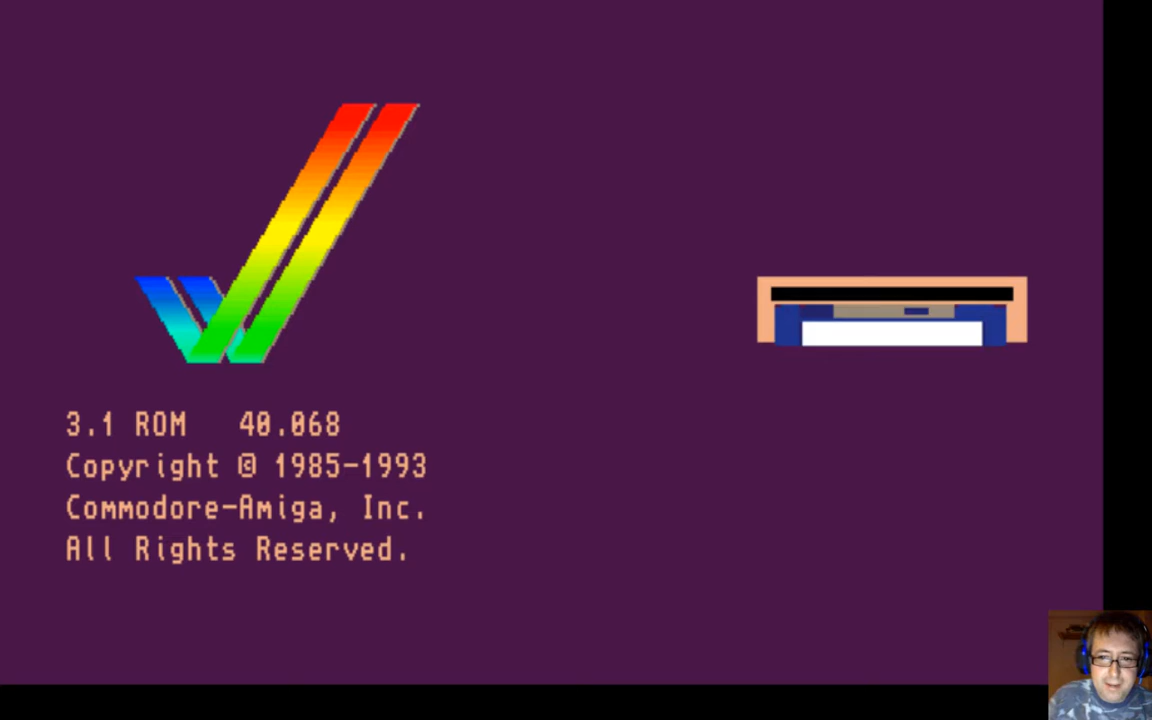 3.1 ROM   40.068
Copyright © 1985-1993
Commodore-Amiga, Inc.
All Rights Reserved.